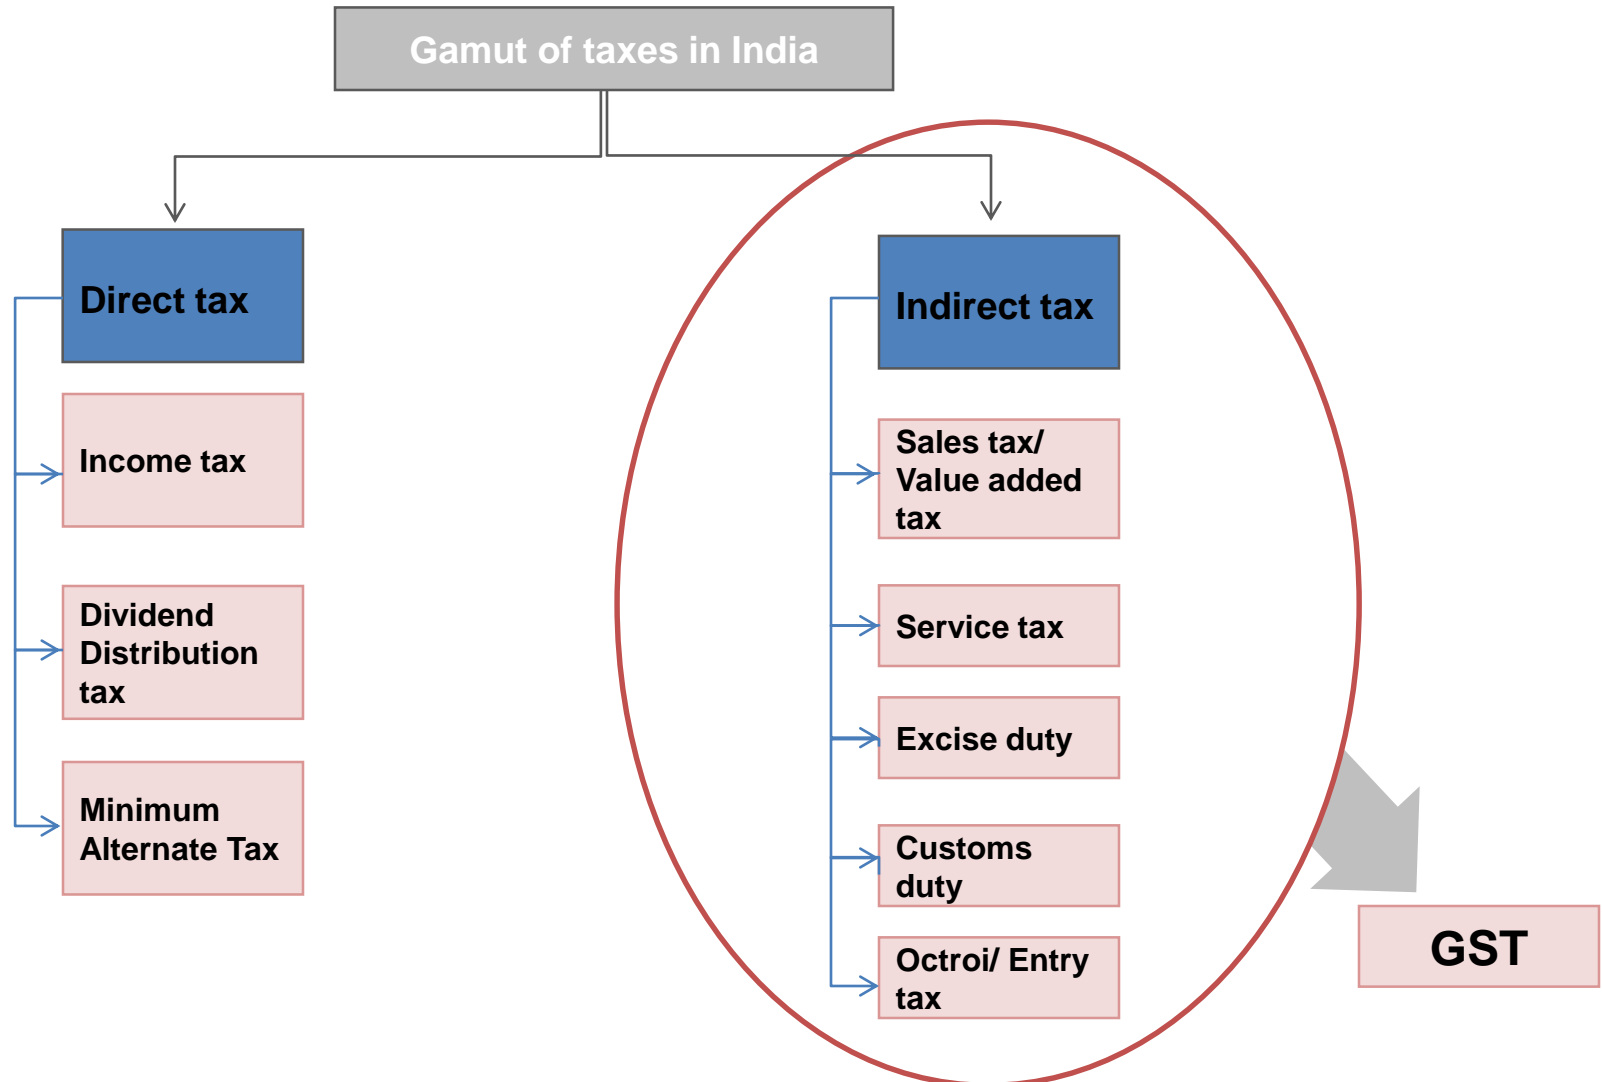 Gamut of taxes in India
Direct tax
Income tax
Dividend
Distribution
tax
Minimum
Alternate Tax
Indirect tax
Sales tax/
Value added
tax
Service tax
Excise duty
Customs
duty
Octroi/ Entry
tax
GST